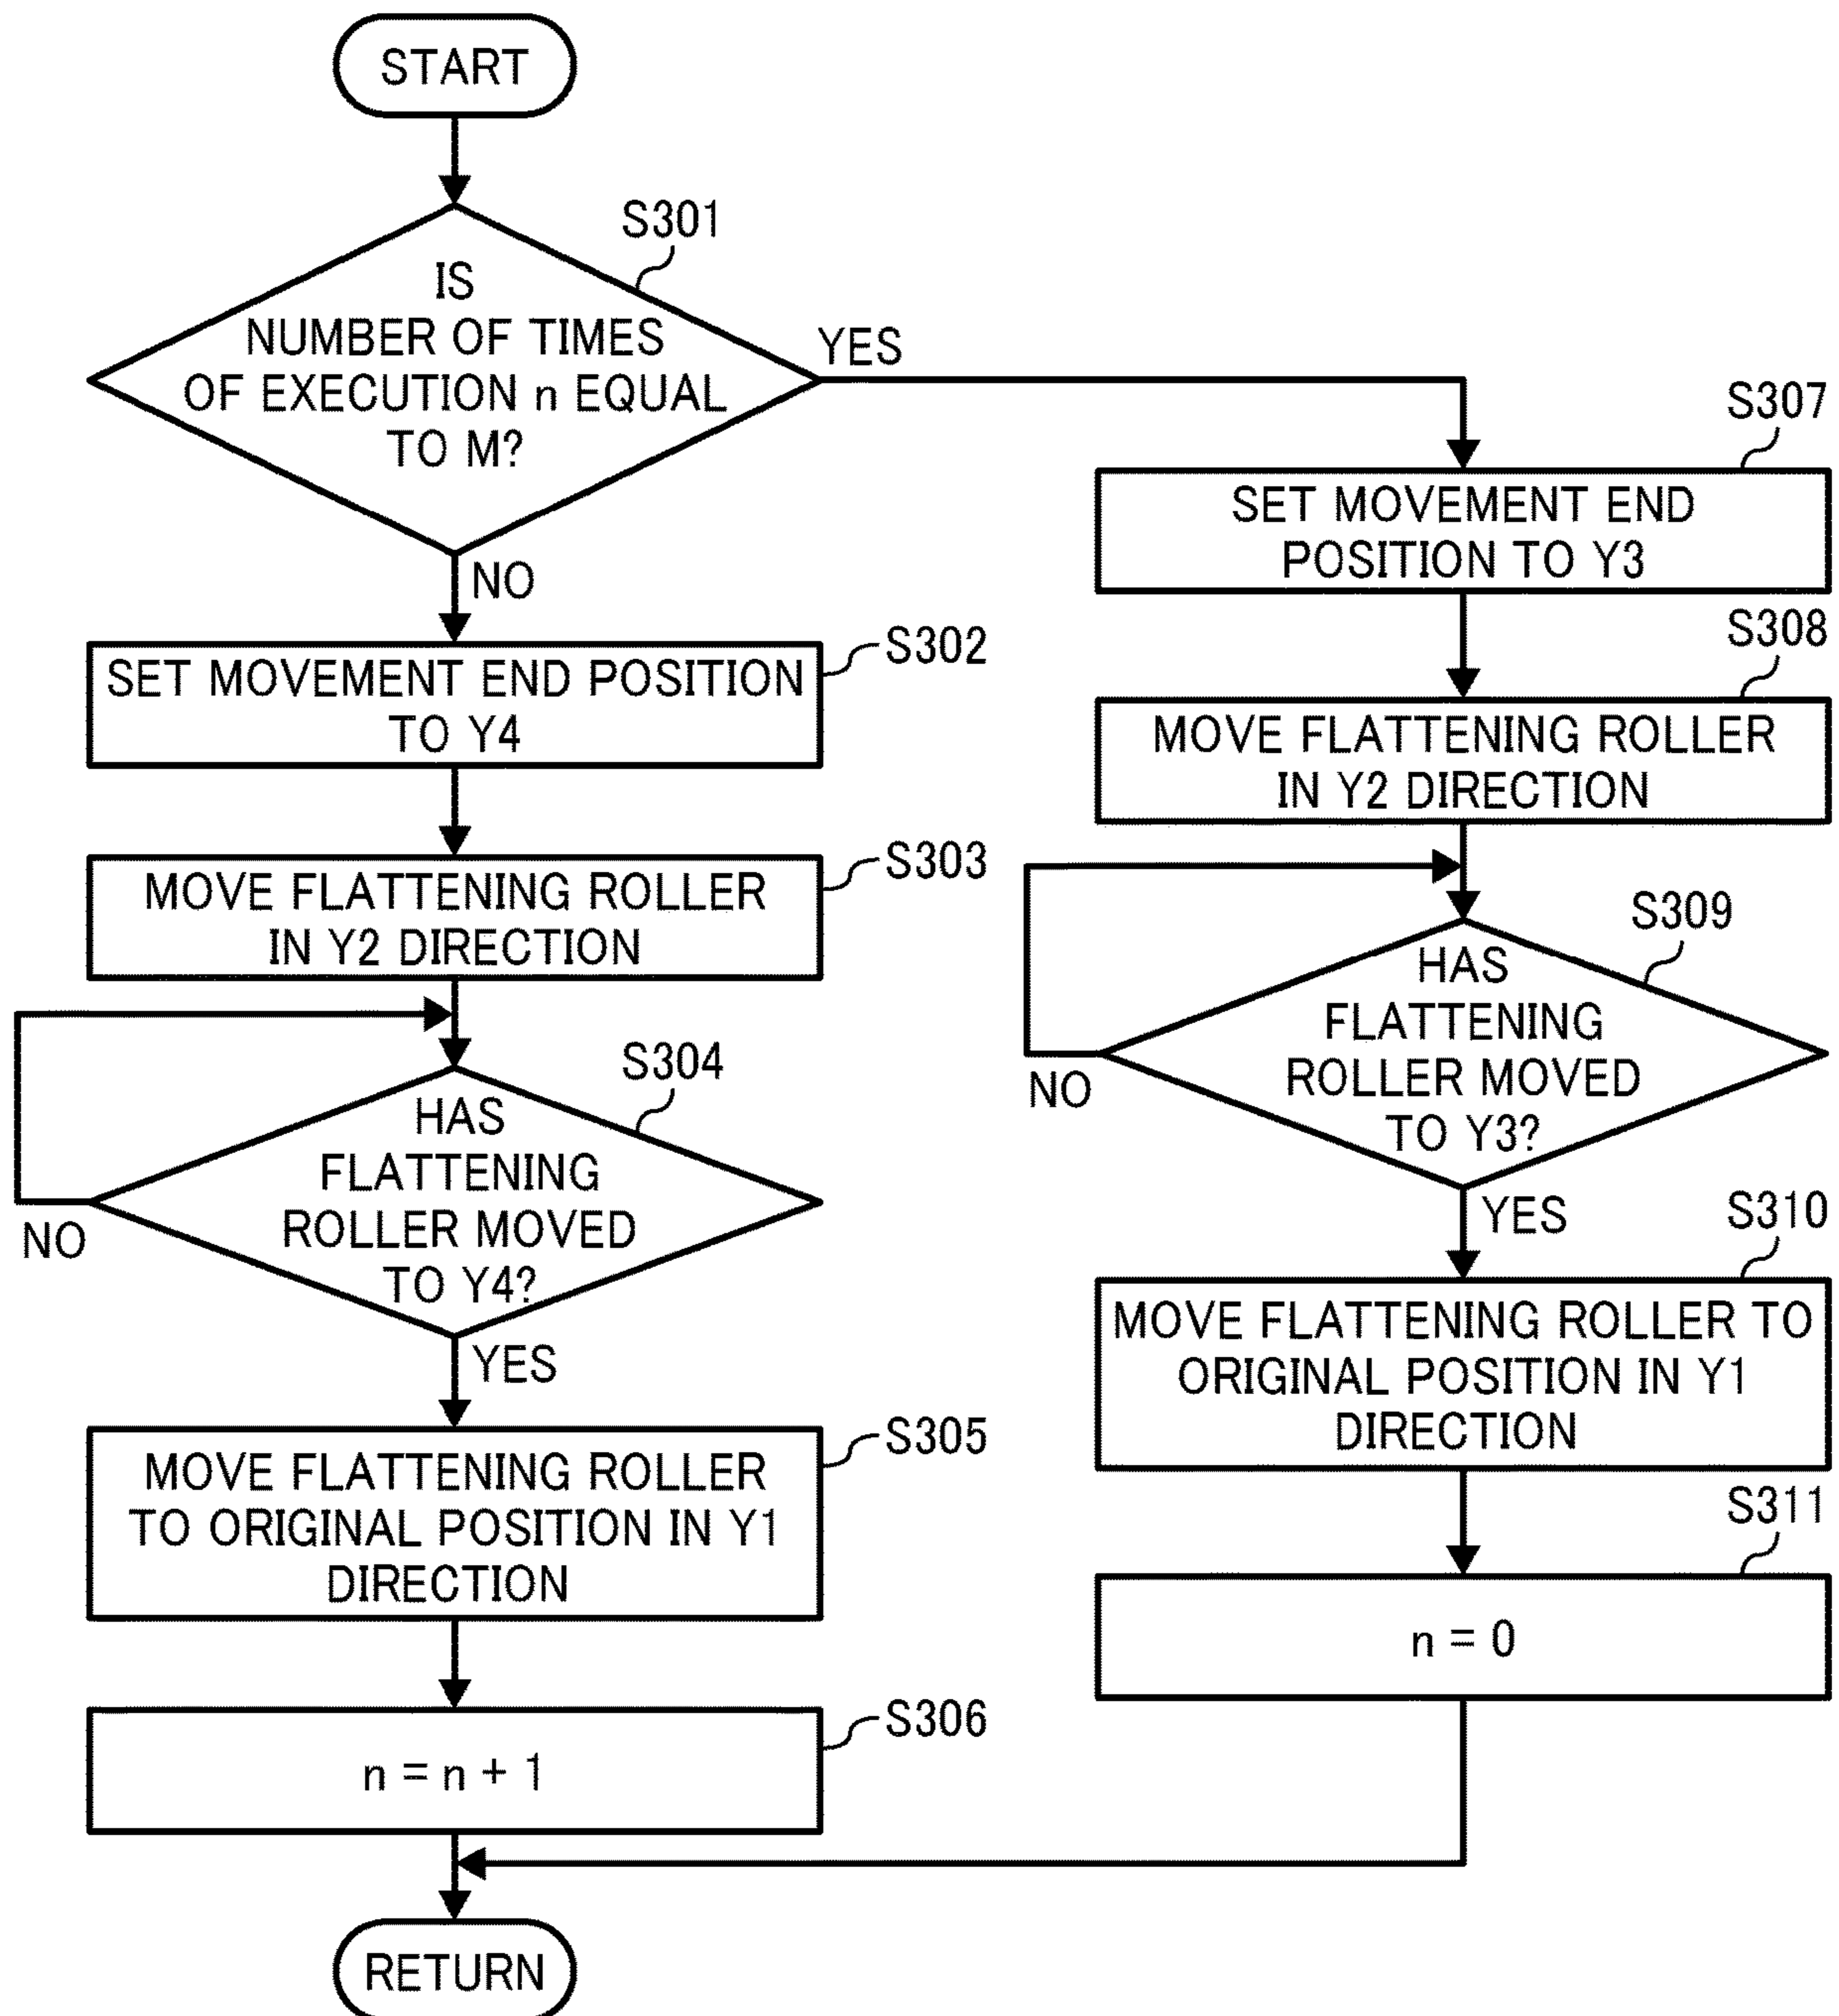 START
S301
IS
NUMBER OF TIMES
OF EXECUTION n EQUAL
TO M?
YES
NO
S302
SET MOVEMENT END POSITION
TO Y4
S303
MOVE FLATTENING ROLLER
IN Y2 DIRECTION
S304
HAS
FLATTENING
ROLLER MOVED
TO Y4?
NO
YES
S305
MOVE FLATTENING ROLLER
TO ORIGINAL POSITION IN Y1
DIRECTION
S306
n = n + 1
S307
SET MOVEMENT END
POSITION TO Y3
S308
MOVE FLATTENING ROLLER
IN Y2 DIRECTION
S309
HAS
FLATTENING
ROLLER MOVED
TO Y3?
NO
YES
S310
MOVE FLATTENING ROLLER TO
ORIGINAL POSITION IN Y1
DIRECTION
S311
n = 0
RETURN